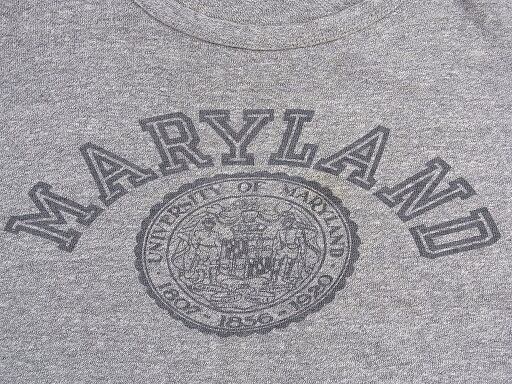 MARYLAND
UNIVERSITY OF MARYLAND
1807 - 1856 - 1920